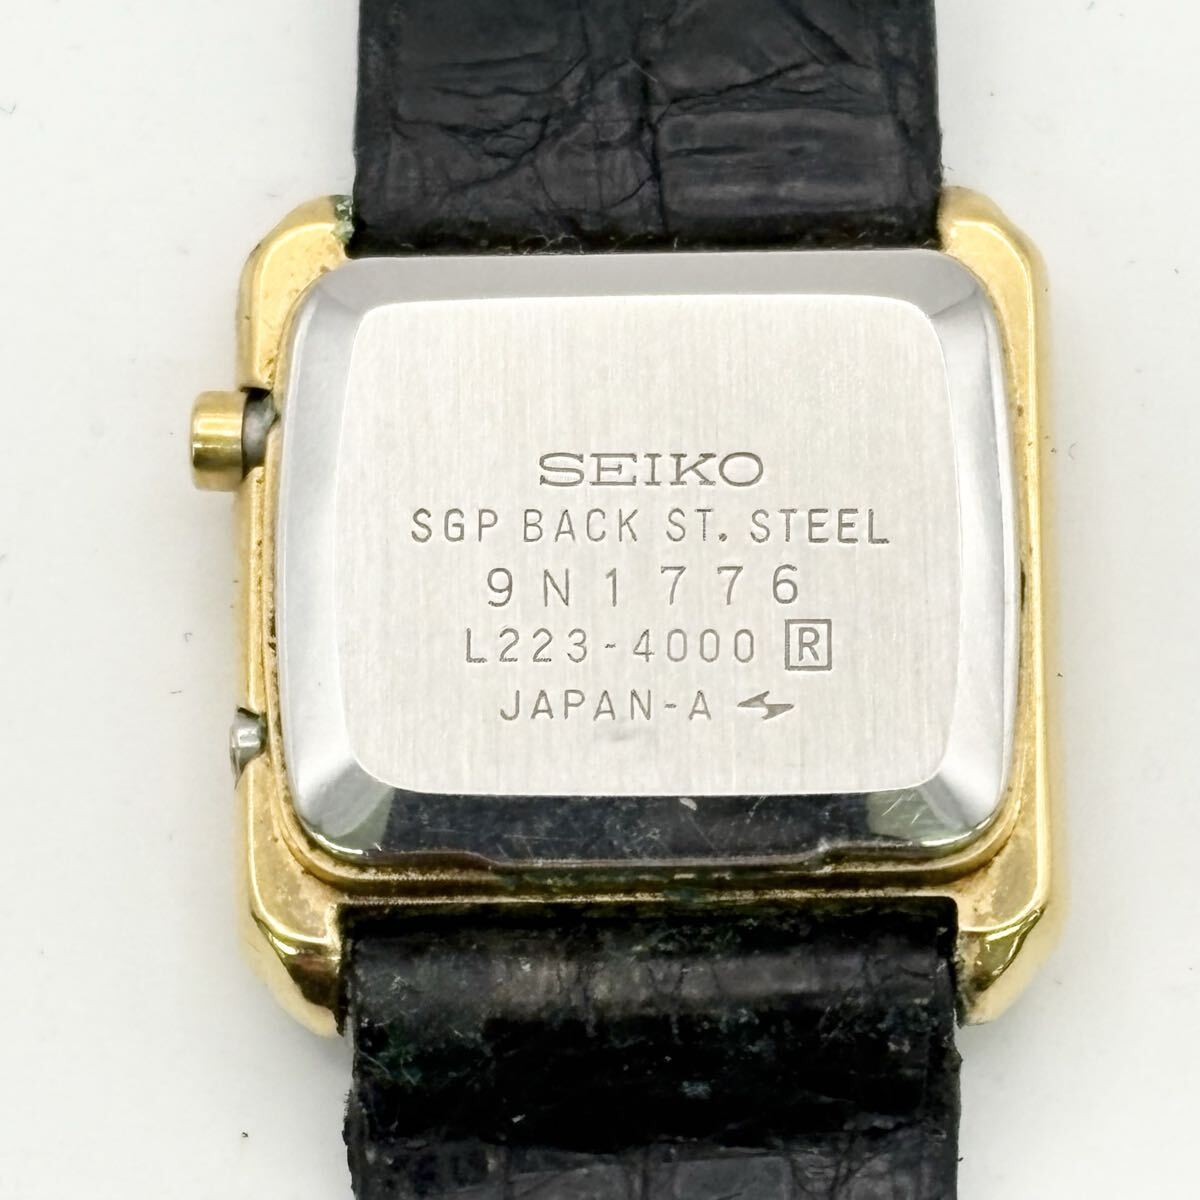 SEIKO
SGP BACK ST. STEEL
9N1776
L223-4000 R
JAPAN-A